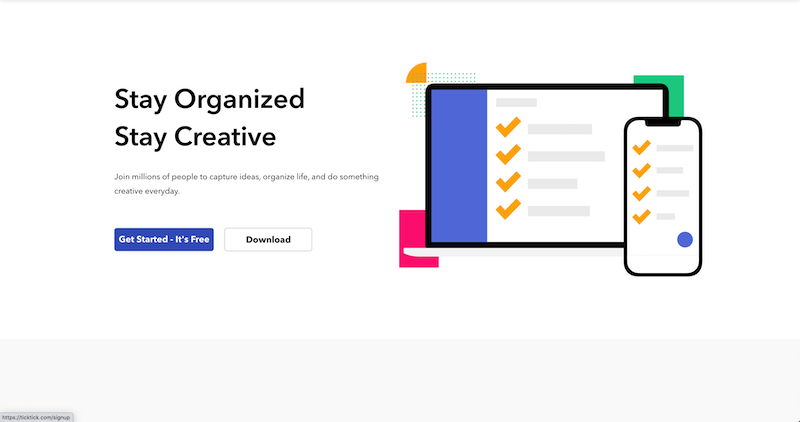 Stay Organized
Stay Creative
Join millions of people to capture ideas, organize life, and do something
creative everyday.
Get Started - It's Free
Download
https://ticktick.com/signup